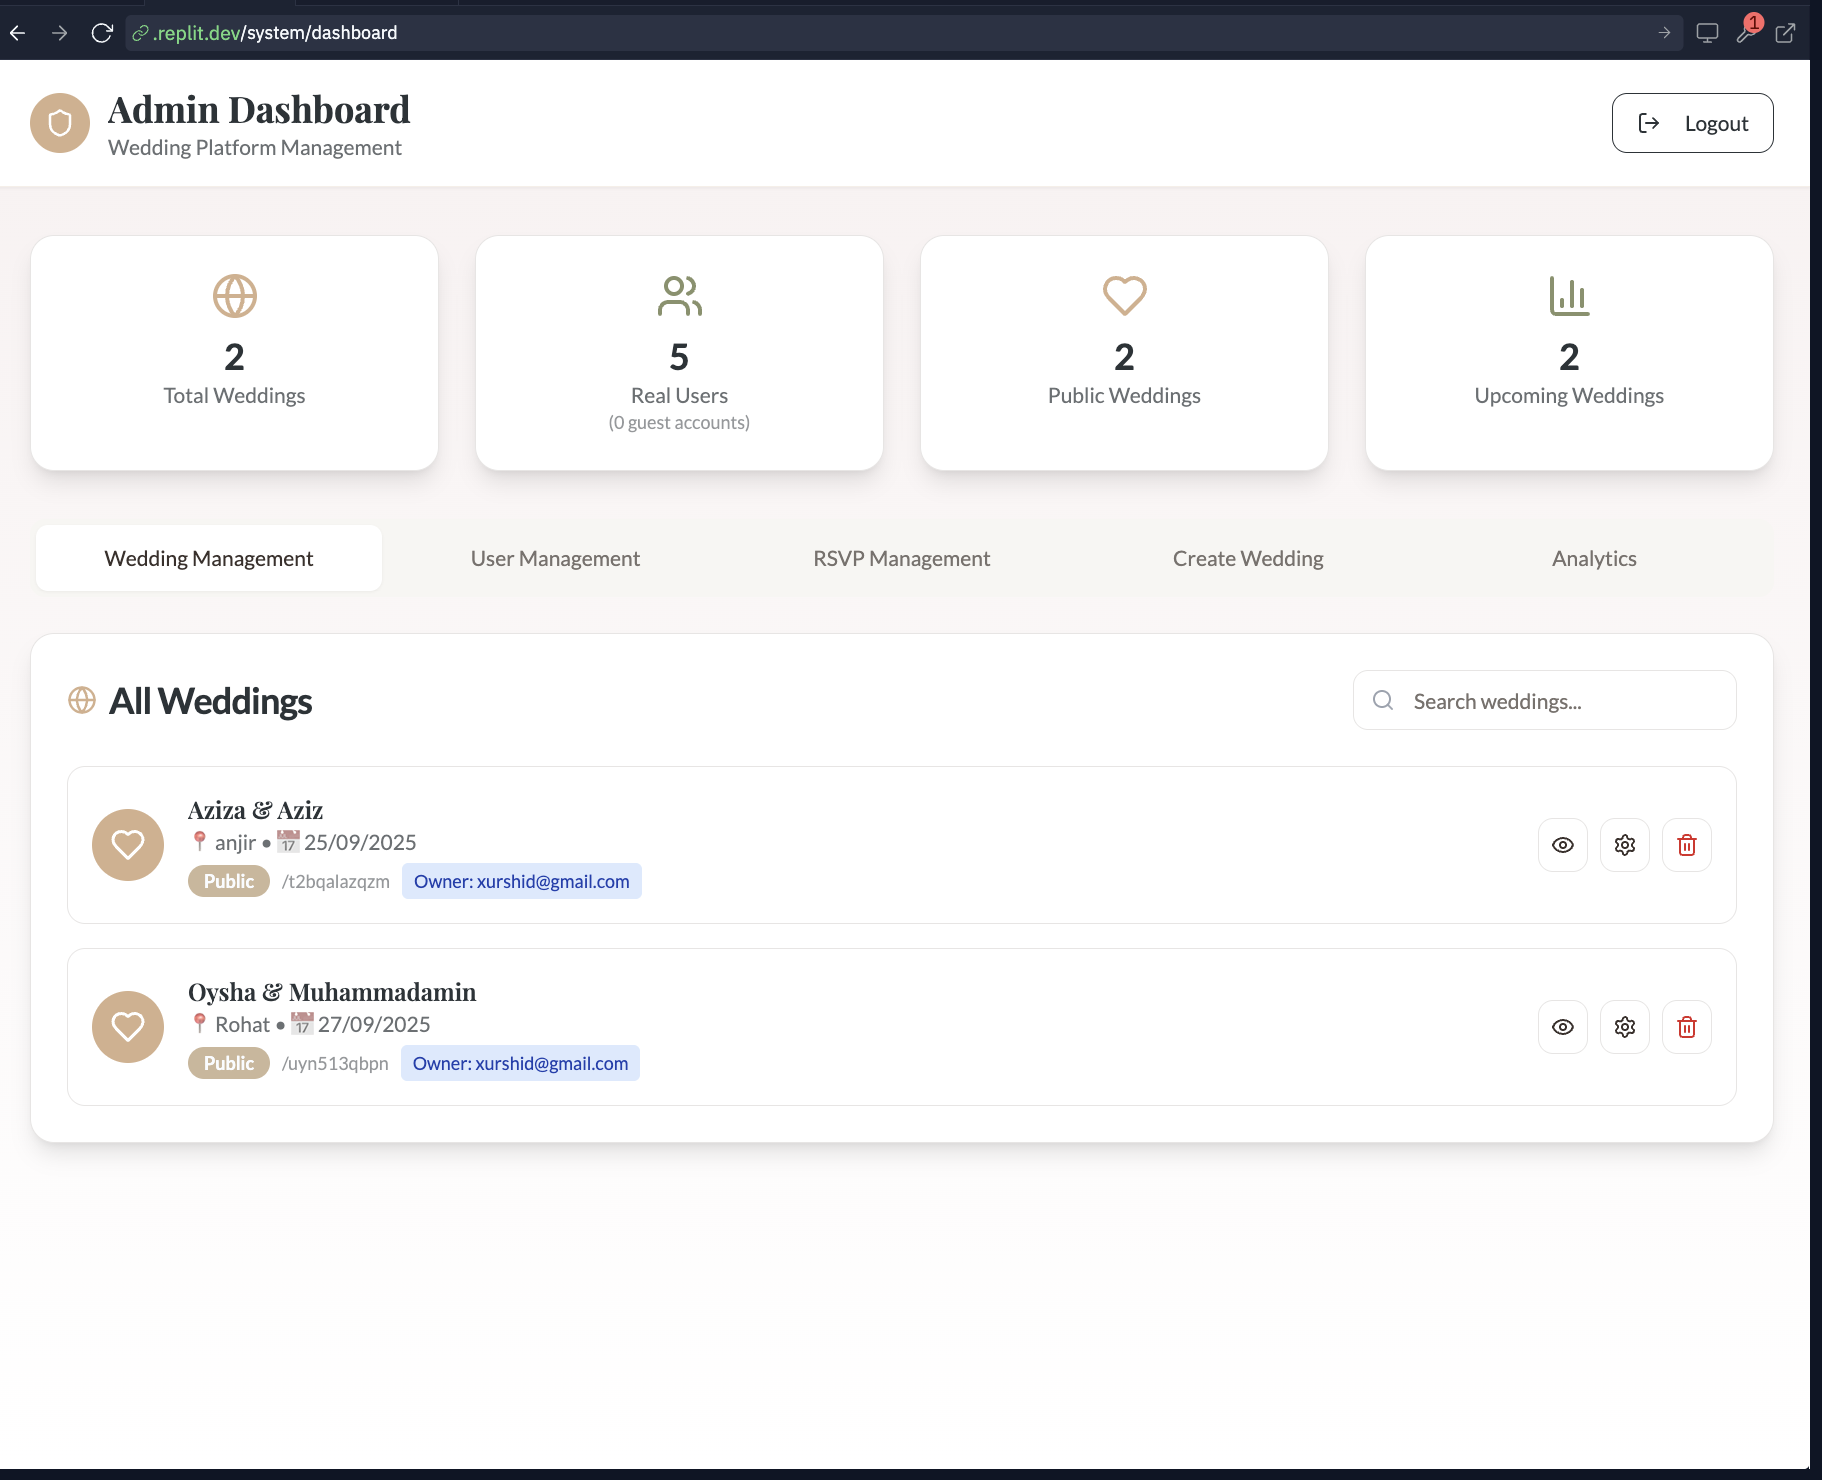 .replit.dev/system/dashboard
1
Admin Dashboard
Wedding Platform Management
Logout
2
Total Weddings
5
Real Users
(0 guest accounts)
2
Public Weddings
2
Upcoming Weddings
Wedding Management
User Management
RSVP Management
Create Wedding
Analytics
All Weddings
Search weddings...
Aziza & Aziz
📍 anjir • 📅 25/09/2025
Public /t2bqalazqzm Owner: xurshid@gmail.com
Oysha & Muhammadamin
📍 Rohat • 📅 27/09/2025
Public /uyn513qbpn Owner: xurshid@gmail.com